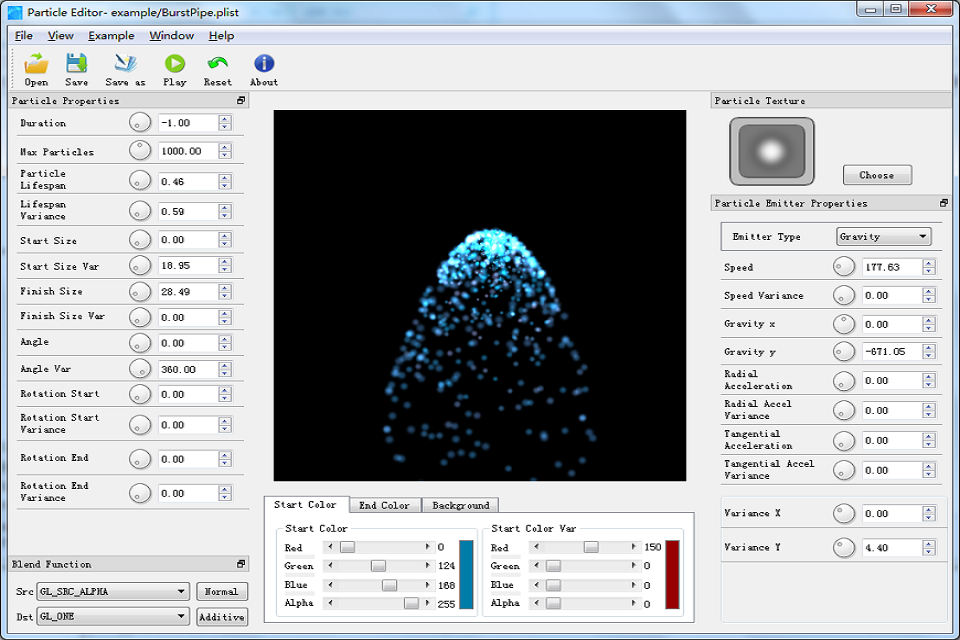 Particle Editor- example/BurstPipe.plist
File View Example Window Help
Open Save Save as Play Reset About
Particle Properties
Duration -1.00
Max Particles 1000.00
Particle
Lifespan 0.46
Lifespan
Variance 0.59
Start Size 0.00
Start Size Var 18.95
Finish Size 28.49
Finish Size Var 0.00
Angle 0.00
Angle Var 360.00
Rotation Start 0.00
Rotation Start
Variance 0.00
Rotation End 0.00
Rotation End
Variance 0.00
Blend Function
Src GL_SRC_ALPHA Normal
Dst GL_ONE Additive
Start Color End Color Background
Start Color
Red 0
Green 124
Blue 168
Alpha 255
Start Color Var
Red 150
Green 0
Blue 0
Alpha 0
Particle Texture
Choose
Particle Emitter Properties
Emitter Type Gravity
Speed 177.63
Speed Variance 0.00
Gravity x 0.00
Gravity y -671.05
Radial
Acceleration 0.00
Radial Accel
Variance 0.00
Tangential
Acceleration 0.00
Tangential Accel
Variance 0.00
Variance X 0.00
Variance Y 4.40